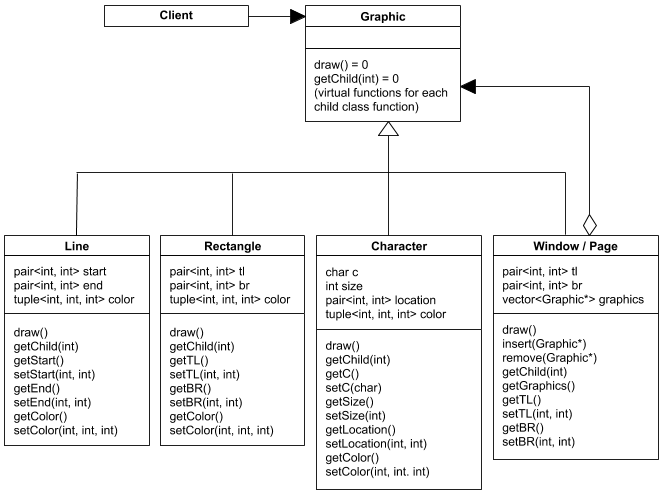 Client
Graphic
draw() = 0
getChild(int) = 0
(virtual functions for each
child class function)
Line
pair<int, int> start
pair<int, int> end
tuple<int, int, int> color
draw()
getChild(int)
getStart()
setStart(int, int)
getEnd()
setEnd(int, int)
getColor()
setColor(int, int, int)
Rectangle
pair<int, int> tl
pair<int, int> br
tuple<int, int, int> color
draw()
getChild(int)
getTL()
setTL(int, int)
getBR()
setBR(int, int)
getColor()
setColor(int, int, int)
Character
char c
int size
pair<int, int> location
tuple<int, int, int> color
draw()
getChild(int)
getC()
setC(char)
getSize()
setSize(int)
getLocation()
setLocation(int, int)
getColor()
setColor(int, int. int)
Window / Page
pair<int, int> tl
pair<int, int> br
vector<Graphic*> graphics
draw()
insert(Graphic*)
remove(Graphic*)
getChild(int)
getGraphics()
getTL()
setTL(int, int)
getBR()
setBR(int, int)